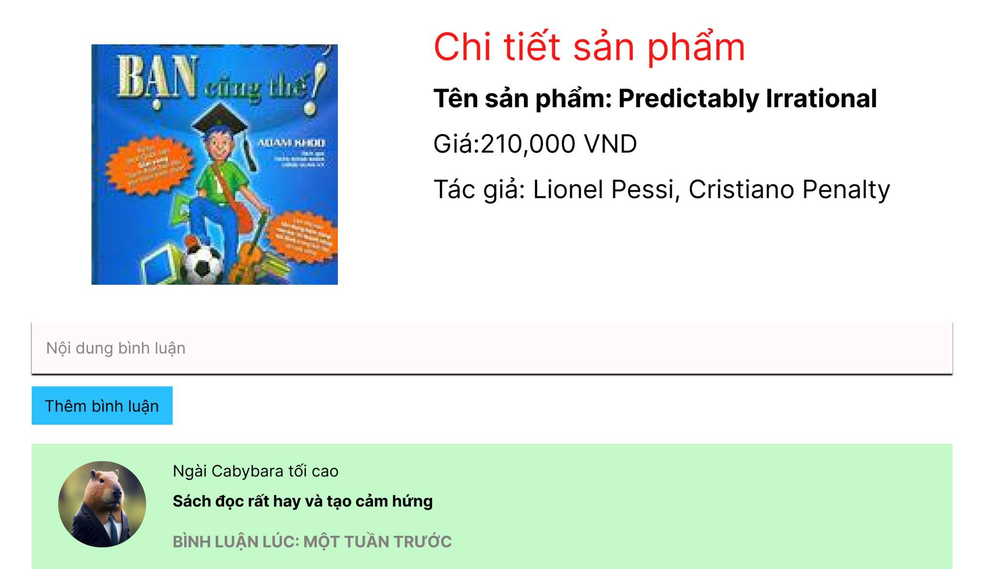 BẠN cũng thế!
ADAM KHOO
Chi tiết sản phẩm
Tên sản phẩm: Predictably Irrational
Giá:210,000 VND
Tác giả: Lionel Pessi, Cristiano Penalty
Nội dung bình luận
Thêm bình luận
Ngài Cabybara tối cao
Sách đọc rất hay và tạo cảm hứng
BÌNH LUẬN LÚC: MỘT TUẦN TRƯỚC